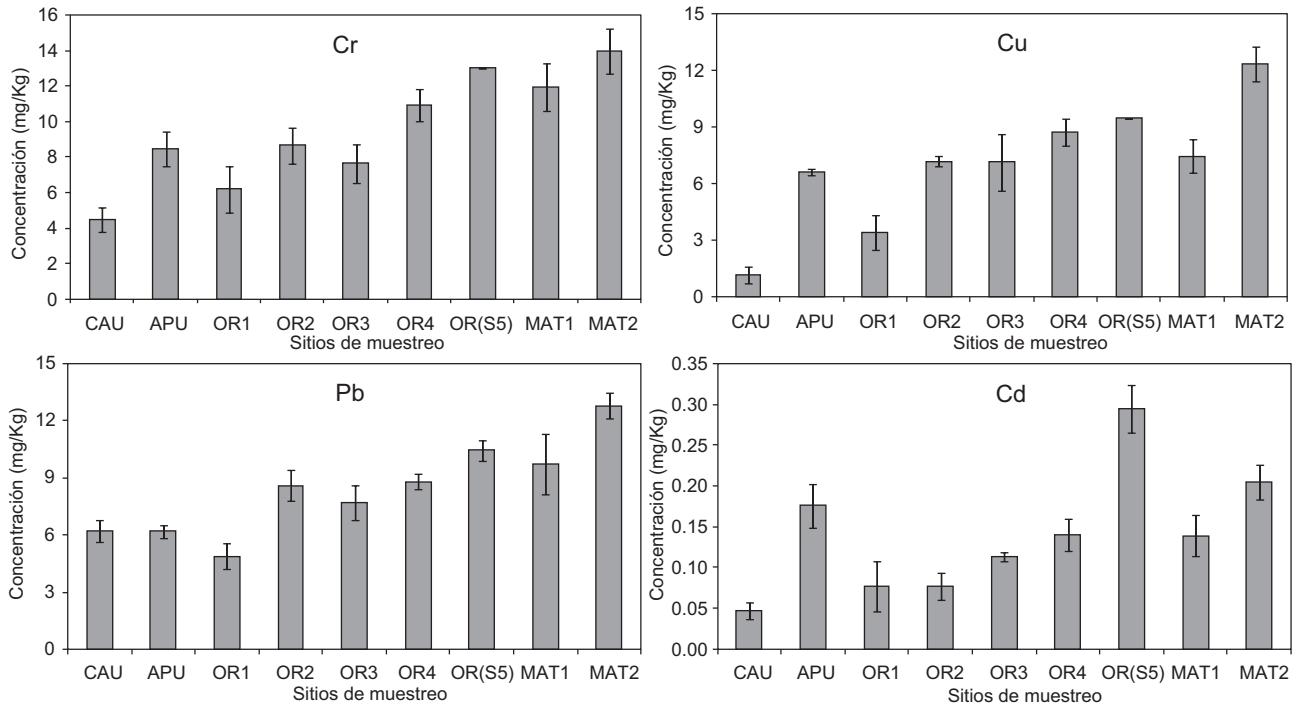 Cr
Concentración (mg/Kg)
16
14
12
10
8
6
4
2
0
CAU APU OR1 OR2 OR3 OR4 OR(S5) MAT1 MAT2
Sitios de muestreo
Cu
Concentración (mg/Kg)
15
12
9
6
3
0
CAU APU OR1 OR2 OR3 OR4 OR(S5) MAT1 MAT2
Sitios de muestreo
Pb
Concentración (mg/Kg)
15
12
9
6
3
0
CAU APU OR1 OR2 OR3 OR4 OR(S5) MAT1 MAT2
Sitios de muestreo
Cd
Concentración (mg/Kg)
0.35
0.30
0.25
0.20
0.15
0.10
0.05
0.00
CAU APU OR1 OR2 OR3 OR4 OR(S5) MAT1 MAT2
Sitios de muestreo